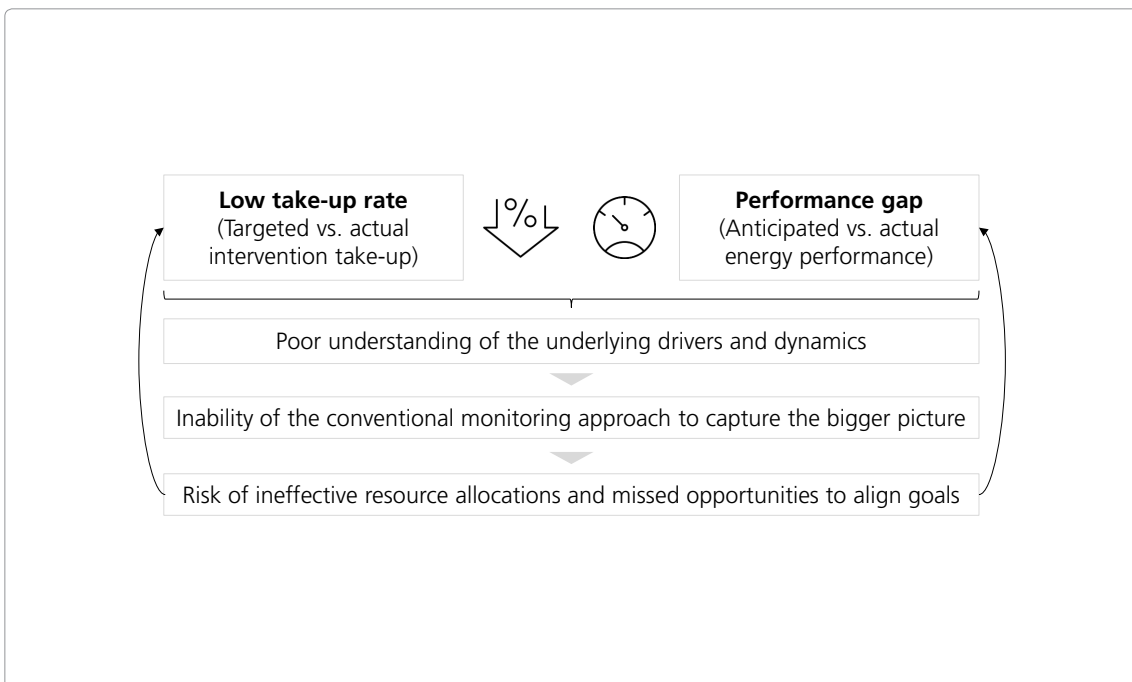 Low take-up rate
(Targeted vs. actual
intervention take-up)
%
Performance gap
(Anticipated vs. actual
energy performance)
Poor understanding of the underlying drivers and dynamics
Inability of the conventional monitoring approach to capture the bigger picture
Risk of ineffective resource allocations and missed opportunities to align goals